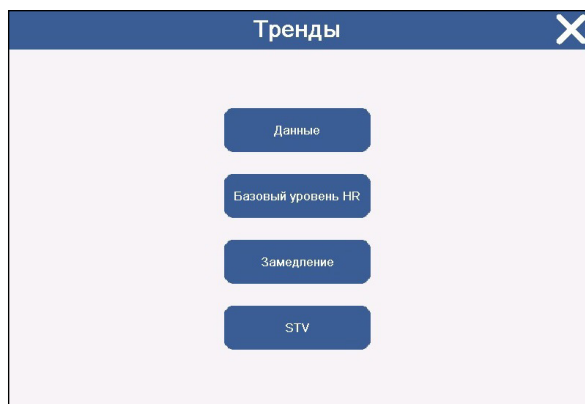 Тренды
Данные
Базовый уровень HR
Замедление
STV